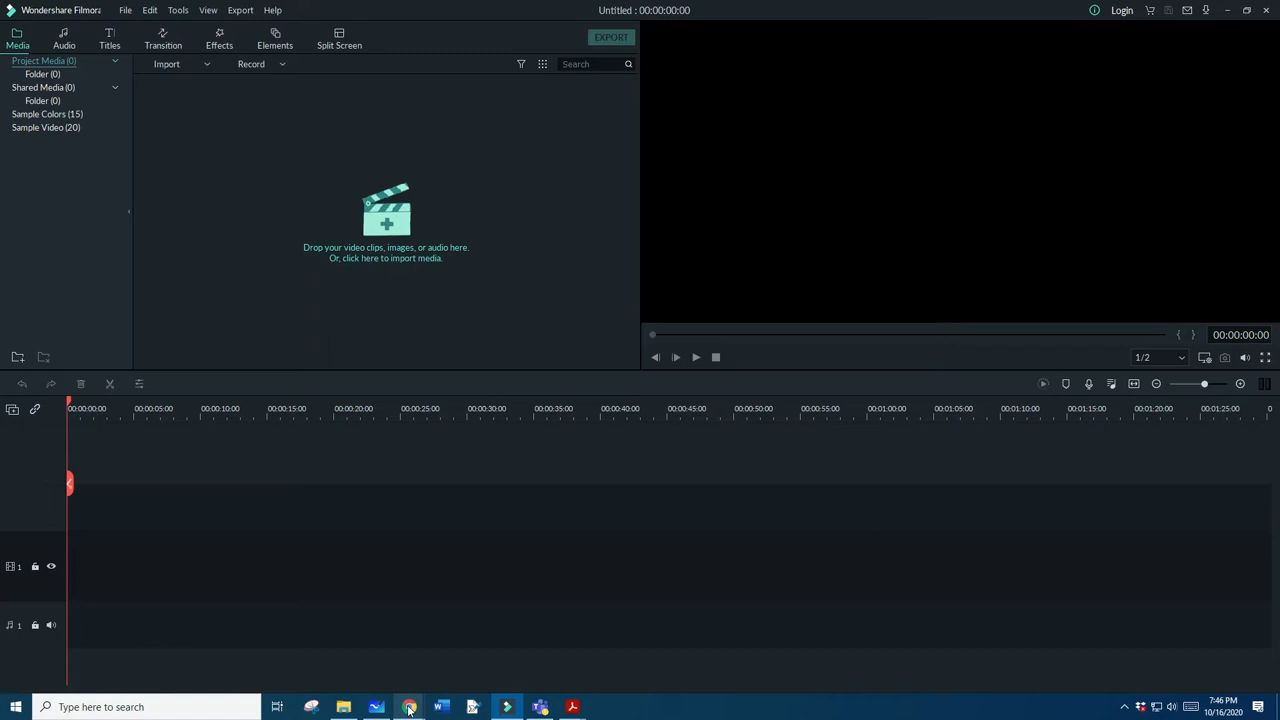 Wondershare Filmora File Edit Tools View Export Help Untitled : 00:00:00:00 Login
Media Audio Titles Transition Effects Elements Split Screen EXPORT
Project Media (0)
Folder (0)
Shared Media (0)
Folder (0)
Sample Colors (15)
Sample Video (20)
Import Record Search
Drop your video clips, images, or audio here.
Or, click here to import media.
00:00:00:00
1/2
00:00:00:00 00:00:05:00 00:00:10:00 00:00:15:00 00:00:20:00 00:00:25:00 00:00:30:00 00:00:35:00 00:00:40:00 00:00:45:00 00:00:50:00 00:00:55:00 00:01:00:00 00:01:05:00 00:01:10:00 00:01:15:00 00:01:20:00 00:01:25:00 0
1
1
Type here to search
7:46 PM
10/16/2020